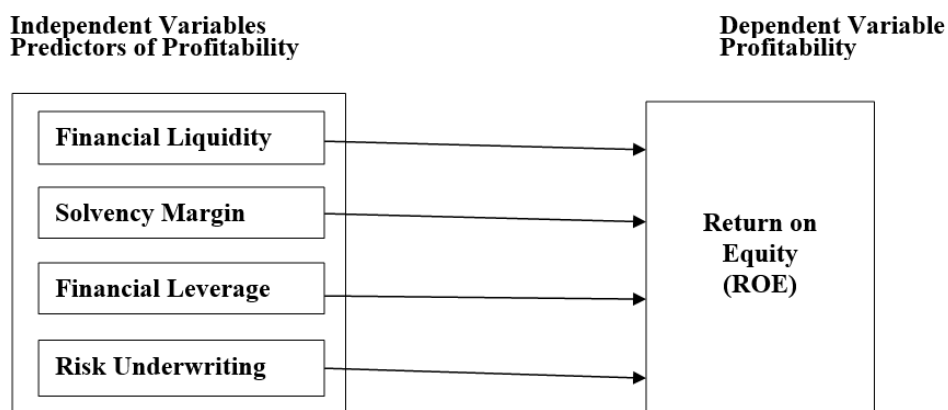 Independent Variables
Predictors of Profitability
Dependent Variable
Profitability
Financial Liquidity
Solvency Margin
Financial Leverage
Risk Underwriting
Return on
Equity
(ROE)